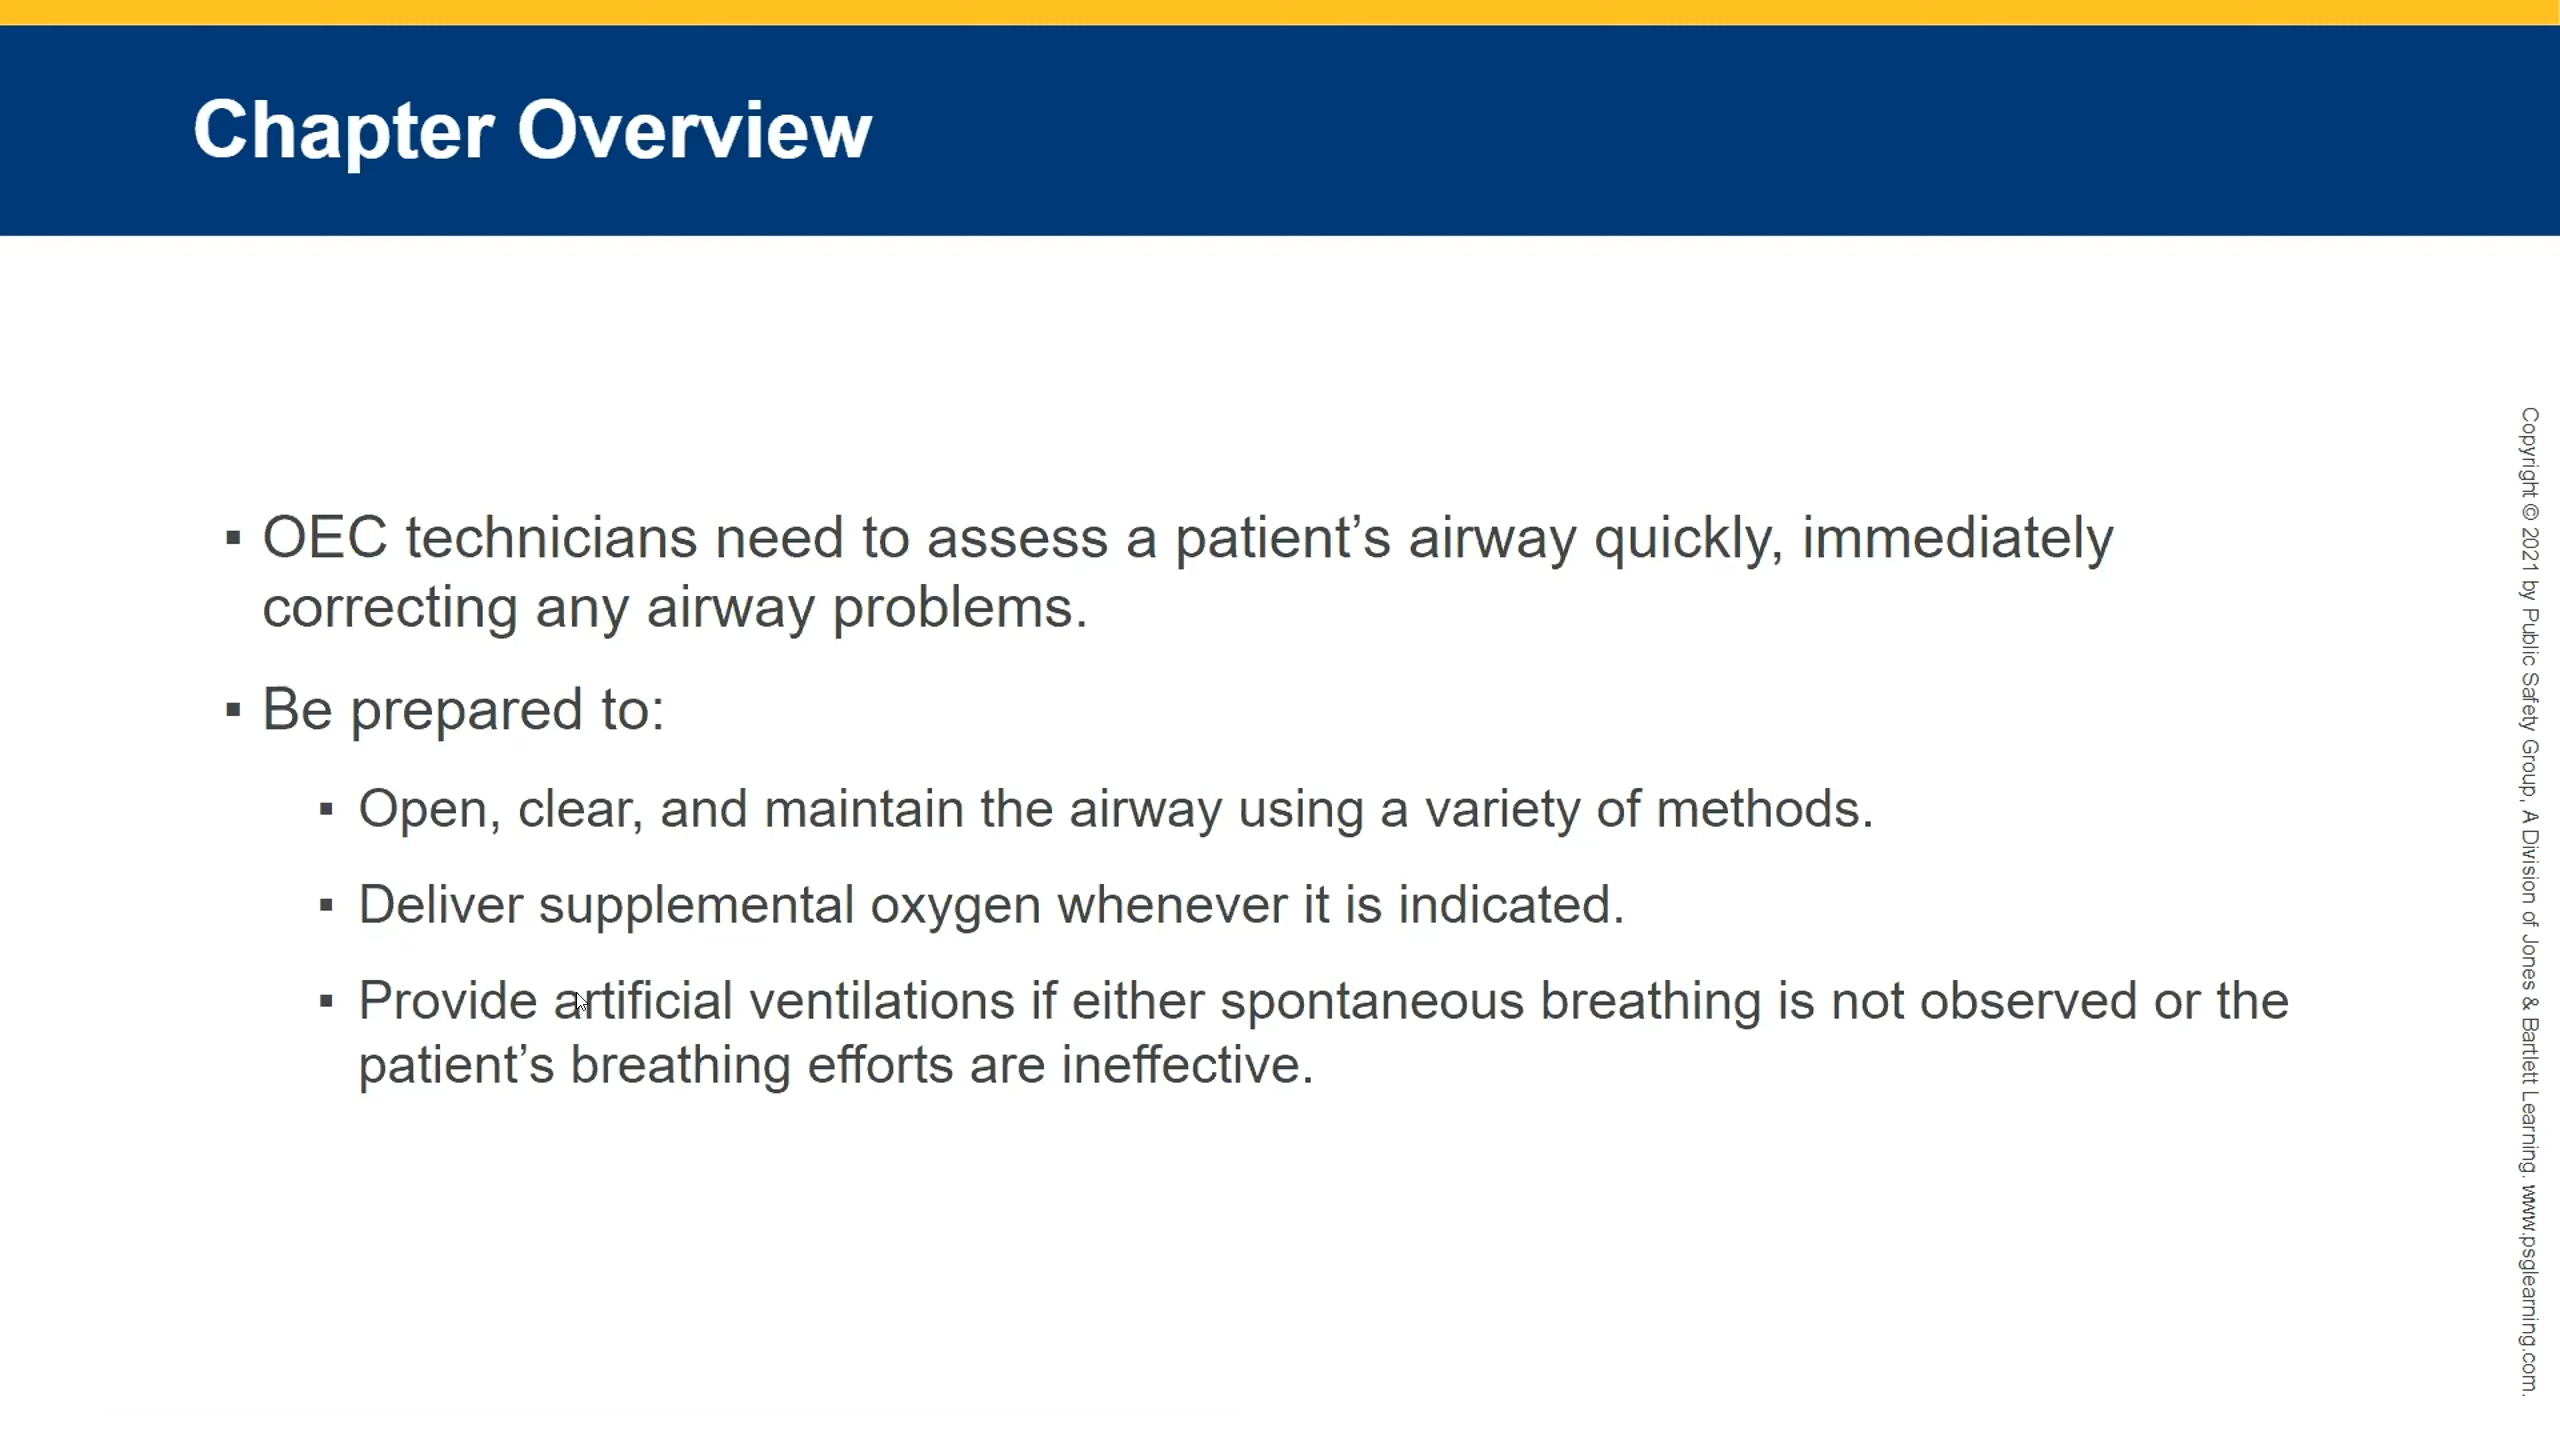 Chapter Overview
▪ OEC technicians need to assess a patient’s airway quickly, immediately
correcting any airway problems.
▪ Be prepared to:
▪ Open, clear, and maintain the airway using a variety of methods.
▪ Deliver supplemental oxygen whenever it is indicated.
▪ Provide artificial ventilations if either spontaneous breathing is not observed or the
patient’s breathing efforts are ineffective.
Copyright © 2021 by Public Safety Group, A Division of Jones & Bartlett Learning. www.psglearning.com.